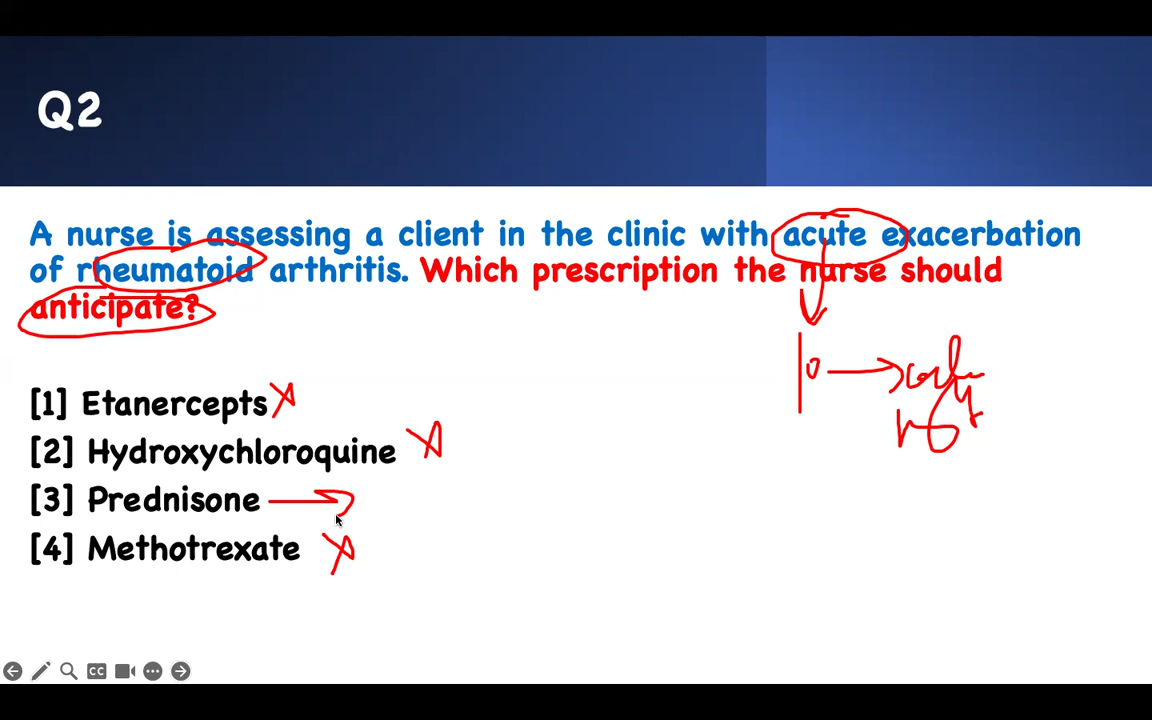 Q2
A nurse is assessing a client in the clinic with acute exacerbation
of rheumatoid arthritis. Which prescription the nurse should
anticipate?
[1] Etanercepts
[2] Hydroxychloroquine
[3] Prednisone
[4] Methotrexate
CC